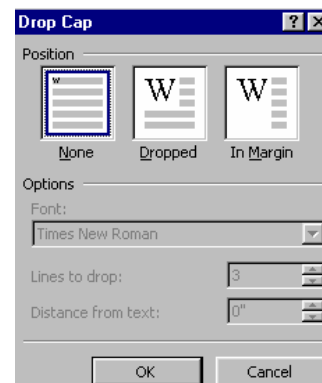 Drop Cap
Position
w W W
None Dropped In Margin
Options
Font:
Times New Roman
Lines to drop: 3
Distance from text: 0"
OK Cancel